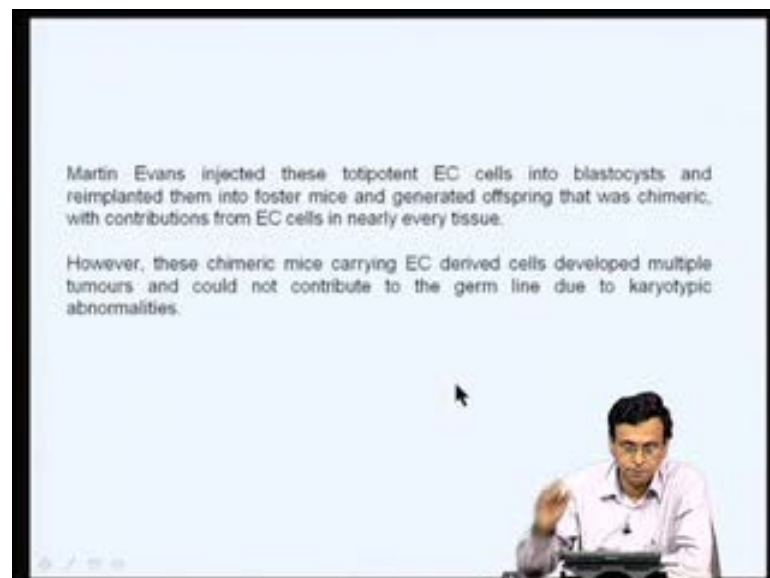 Martin Evans injected these totipotent EC cells into blastocysts and
reimplanted them into foster mice and generated offspring that was chimeric,
with contributions from EC cells in nearly every tissue.
However, these chimeric mice carrying EC derived cells developed multiple
tumours and could not contribute to the germ line due to karyotypic
abnormalities.